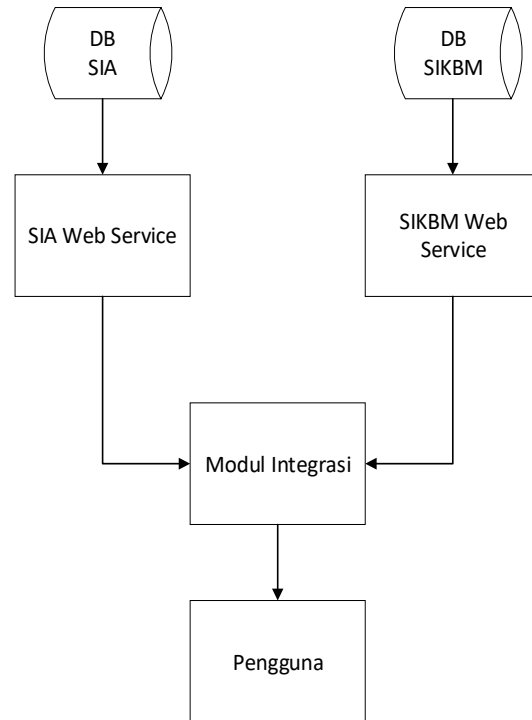 DB
SIA
DB
SIKBM
SIA Web Service
SIKBM Web
Service
Modul Integrasi
Pengguna